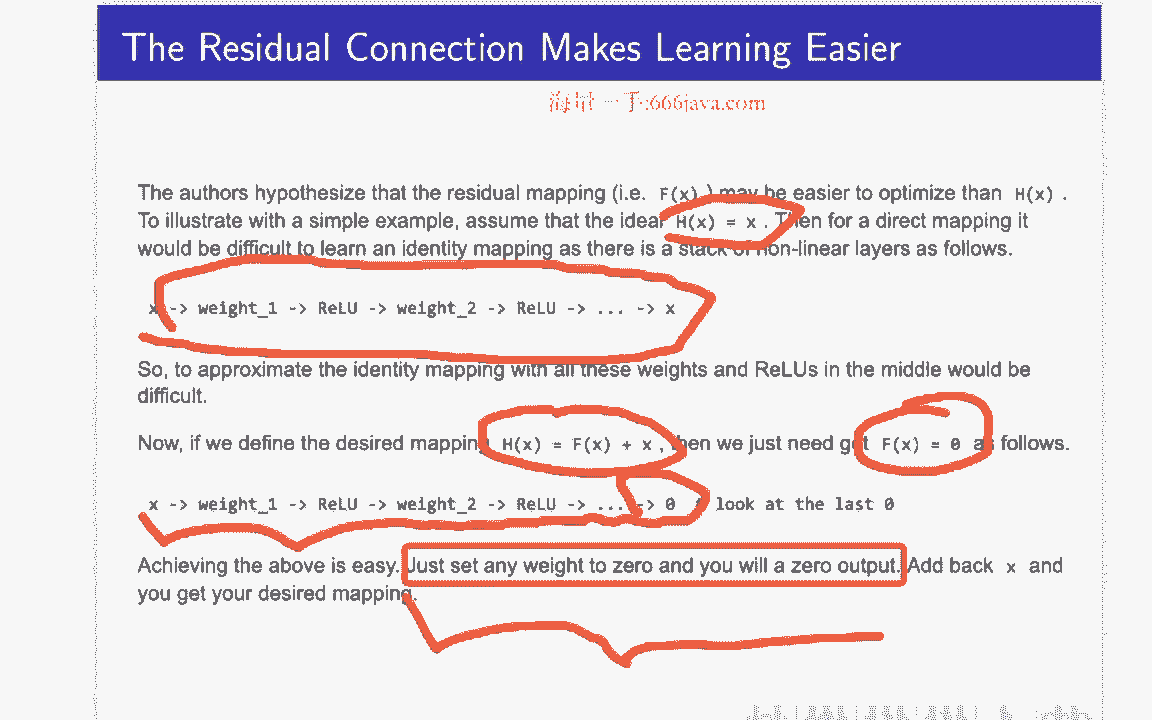 The Residual Connection Makes Learning Easier
:666java.com
The authors hypothesize that the residual mapping (i.e. F(x) ) may be easier to optimize than H(x) .
To illustrate with a simple example, assume that the ideal H(x) = x . Then for a direct mapping it
would be difficult to learn an identity mapping as there is a stack of non-linear layers as follows.
x -> weight_1 -> ReLU -> weight_2 -> ReLU -> ... -> x
So, to approximate the identity mapping with all these weights and ReLUs in the middle would be
difficult.
Now, if we define the desired mapping H(x) = F(x) + x , then we just need get F(x) = 0 as follows.
x -> weight_1 -> ReLU -> weight_2 -> ReLU -> ... -> 0 look at the last 0
Achieving the above is easy. Just set any weight to zero and you will a zero output. Add back x and
you get your desired mapping.